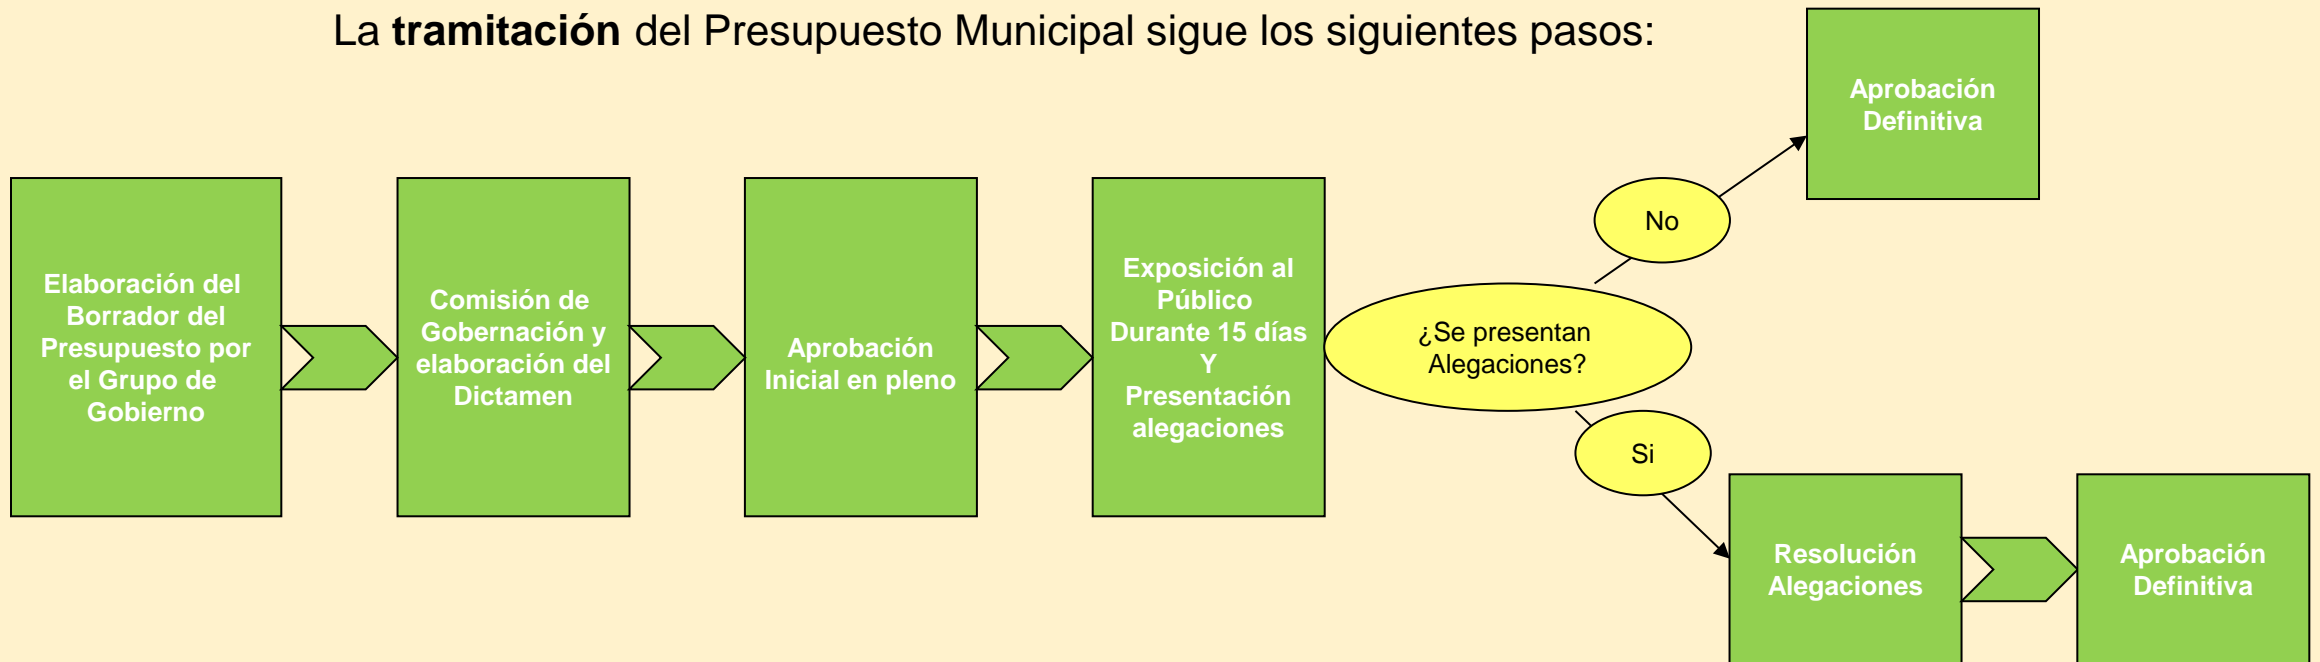 La tramitación del Presupuesto Municipal sigue los siguientes pasos:
Elaboración del
Borrador del
Presupuesto por
el Grupo de
Gobierno
Comisión de
Gobernación y
elaboración del
Dictamen
Aprobación
Inicial en pleno
Exposición al
Público
Durante 15 días
Y
Presentación
alegaciones
¿Se presentan
Alegaciones?
No
Aprobación
Definitiva
Si
Resolución
Alegaciones
Aprobación
Definitiva